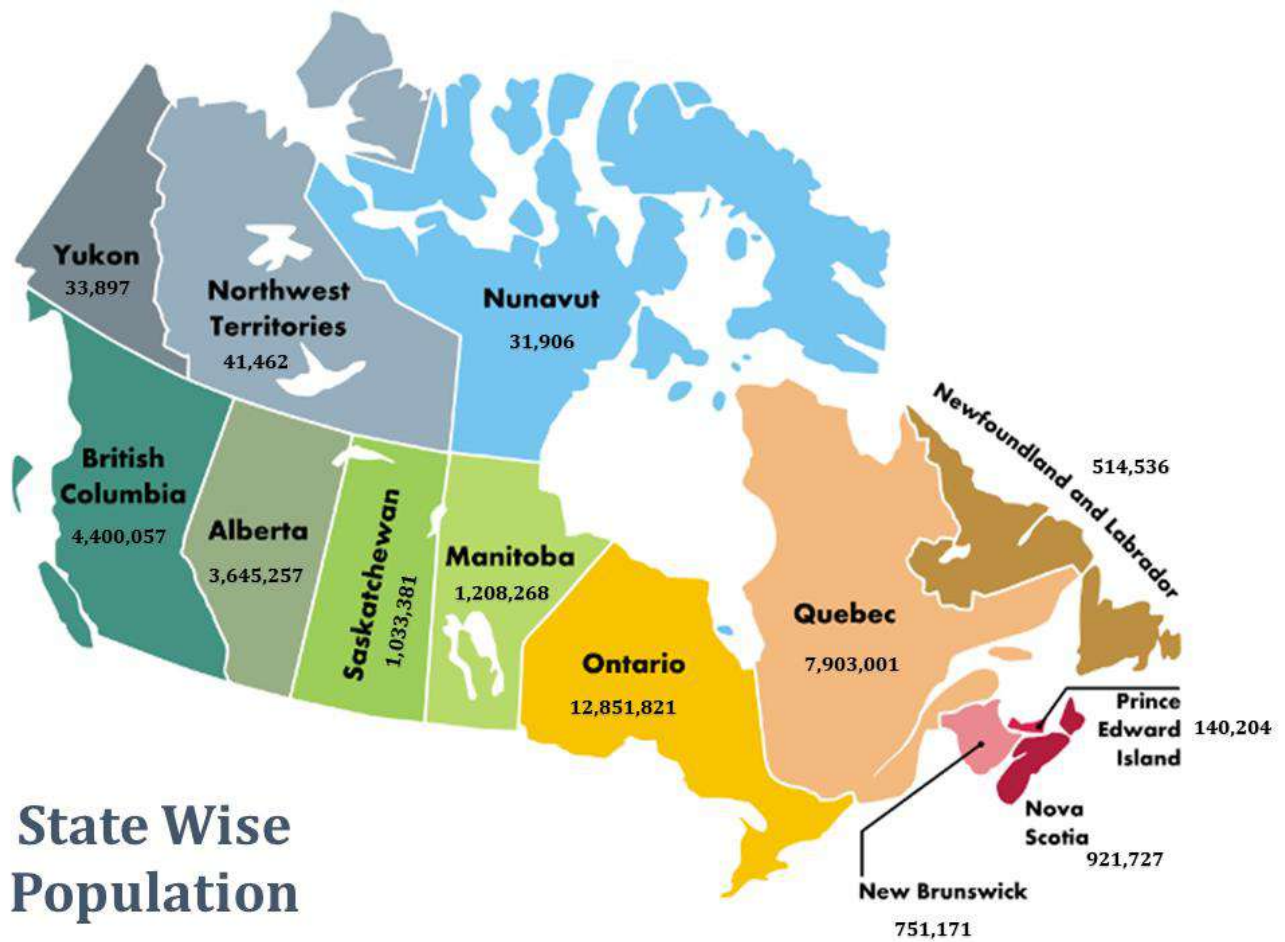 Yukon
33,897
Northwest
Territories
41,462
Nunavut
31,906
British
Columbia
4,400,057
Alberta
3,645,257
Saskatchewan
1,033,381
Manitoba
1,208,268
Ontario
12,851,821
Quebec
7,903,001
Newfoundland and Labrador
514,536
Prince
Edward
Island
140,204
Nova
Scotia
921,727
New Brunswick
751,171
State Wise
Population